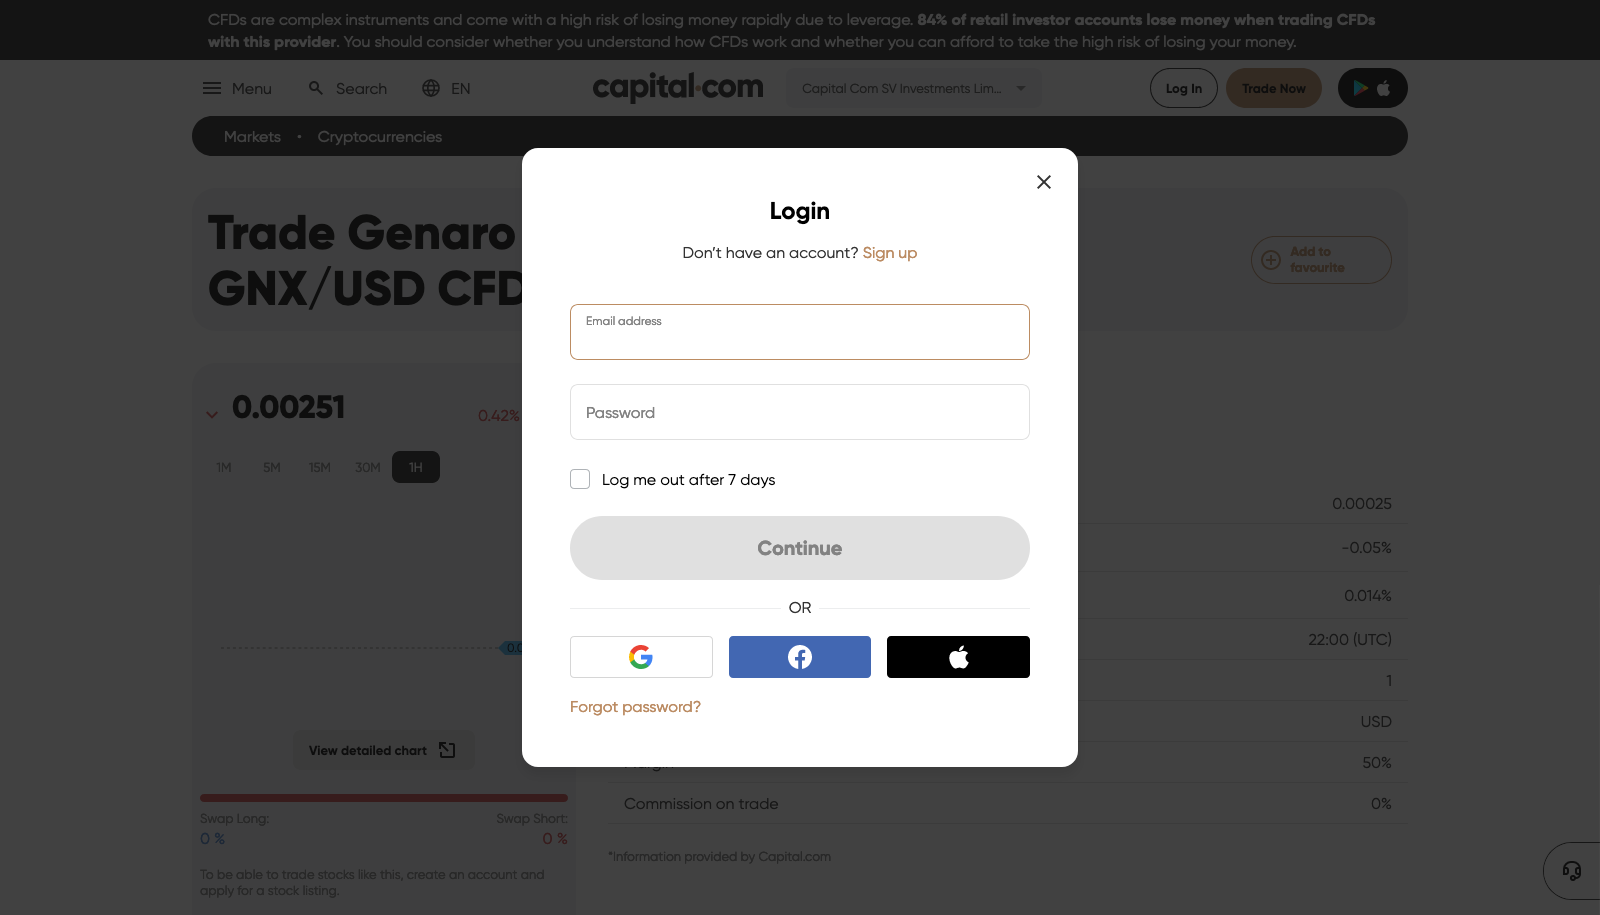 CFDs are complex instruments and come with a high risk of losing money rapidly due to leverage. 84% of retail investor accounts lose money when trading CFDs
with this provider. You should consider whether you understand how CFDs work and whether you can afford to take the high risk of losing your money.
Menu Search EN capital.com Capital Com SV Investments Lim... Log In Trade Now
Markets • Cryptocurrencies
Login
Don't have an account? Sign up
Email address
Password
Log me out after 7 days
Continue
OR
Forgot password?
Trade Genaro
GNX/USD CFD
Add to
favourite
0.00251 0.42%
1M 5M 15M 30M 1H
View detailed chart
Swap Long: Swap Short:
0 % 0 %
To be able to trade stocks like this, create an account and
apply for a stock listing.
0.00025
-0.05%
0.014%
22:00 (UTC)
1
USD
Margin 50%
Commission on trade 0%
*Information provided by Capital.com